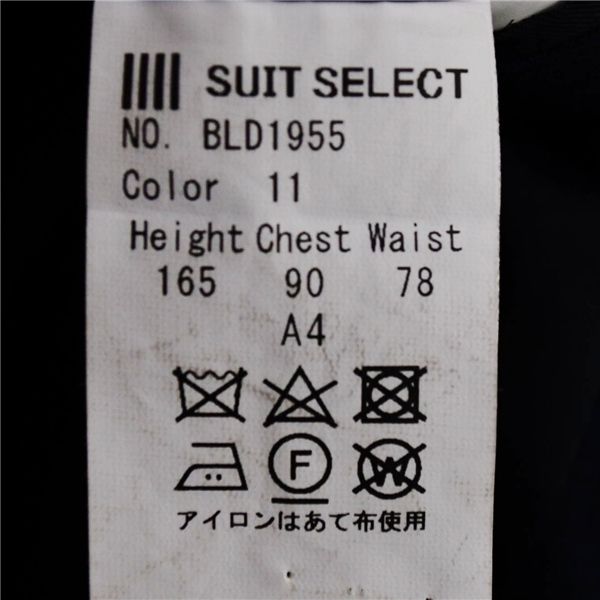 SUIT SELECT
NO. BLD1955
Color 11
Height Chest Waist
165 90 78
A4
F W
アイロンはあて布使用